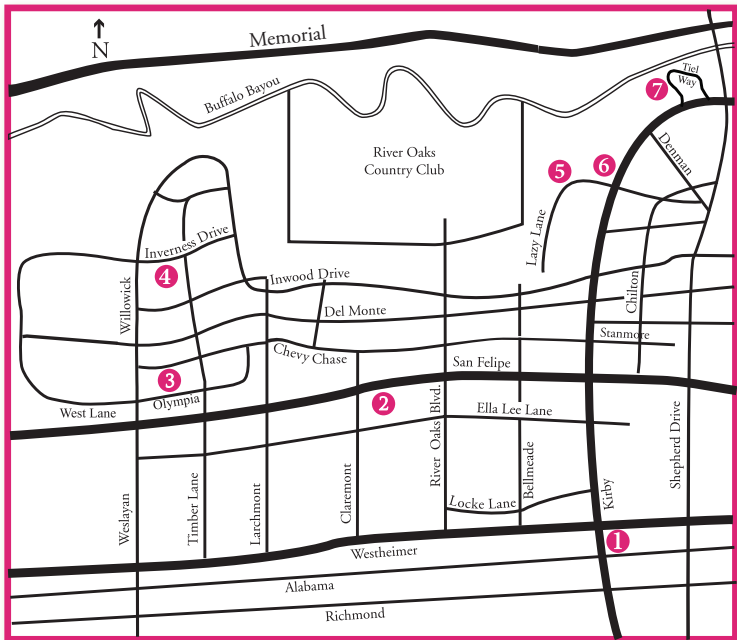 N
Memorial
Buffalo Bayou
7
Tiel
Way
River Oaks
Country Club
Denman
5
6
Lazy Lane
Inverness Drive
4
Inwood Drive
Willowick
Chilton
Del Monte
Stanmore
Chevy Chase
San Felipe
3
Olympia
West Lane
2
Ella Lee Lane
River Oaks Blvd.
Bellmeade
Shepherd Drive
Locke Lane
Kirby
Weslayan
Timber Lane
Larchmont
Claremont
1
Westheimer
Alabama
Richmond